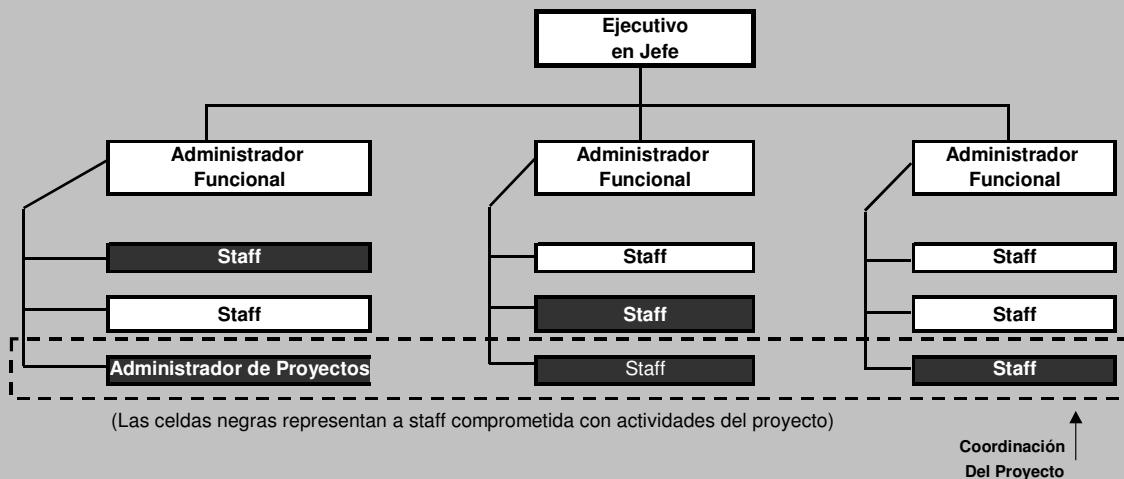 Ejecutivo
en Jefe
Administrador
Funcional
Administrador
Funcional
Administrador
Funcional
Staff
Staff
Staff
Staff
Staff
Staff
Administrador de Proyectos
Staff
Staff
(Las celdas negras representan a staff comprometida con actividades del proyecto)
Coordinación
Del Proyecto